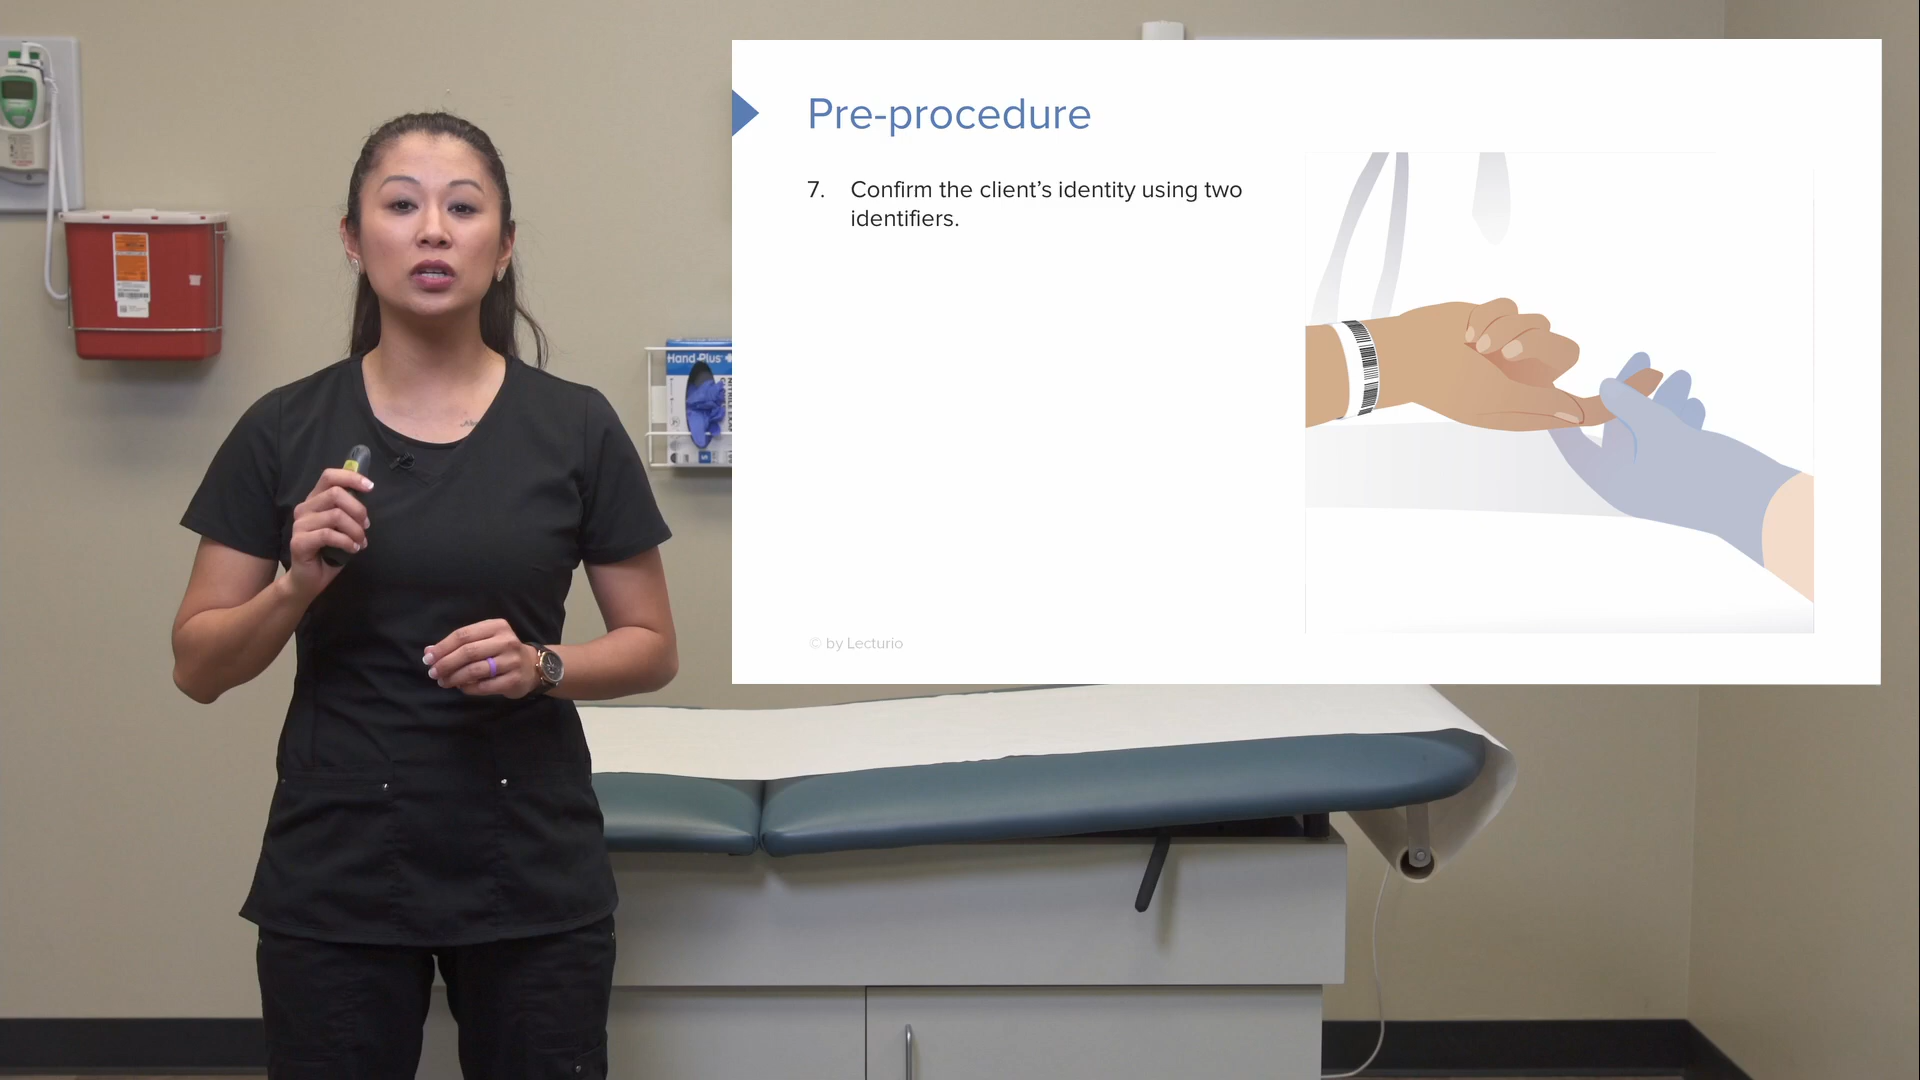 Pre-procedure
7. Confirm the client's identity using two
identifiers.
© by Lecturio
Hand-Plus